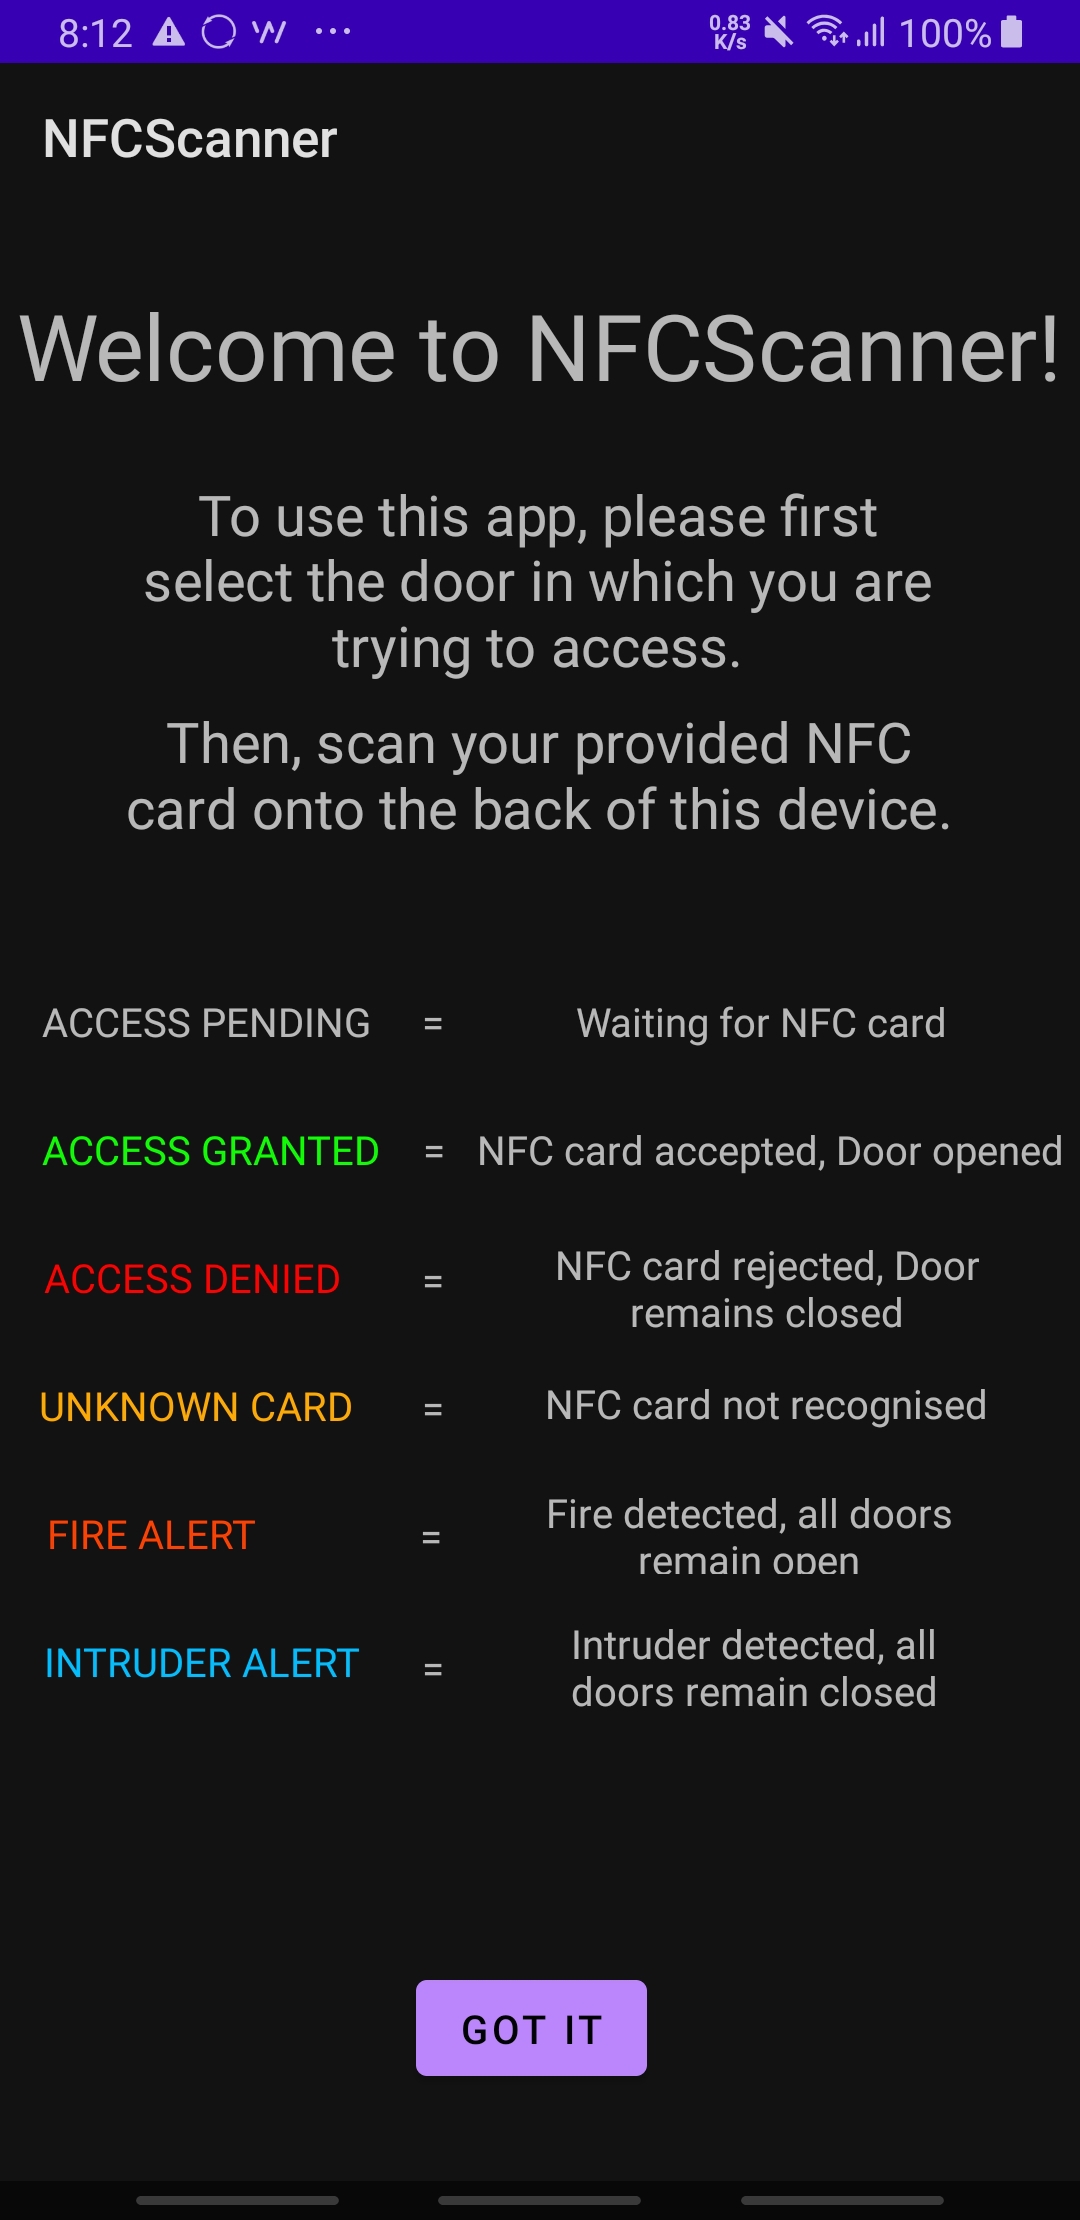 8:12 0.83 K/s 100%
NFCScanner
Welcome to NFCScanner!
To use this app, please first
select the door in which you are
trying to access.
Then, scan your provided NFC
card onto the back of this device.
ACCESS PENDING = Waiting for NFC card
ACCESS GRANTED = NFC card accepted, Door opened
ACCESS DENIED = NFC card rejected, Door
remains closed
UNKNOWN CARD = NFC card not recognised
FIRE ALERT = Fire detected, all doors
remain open
INTRUDER ALERT = Intruder detected, all
doors remain closed
GOT IT